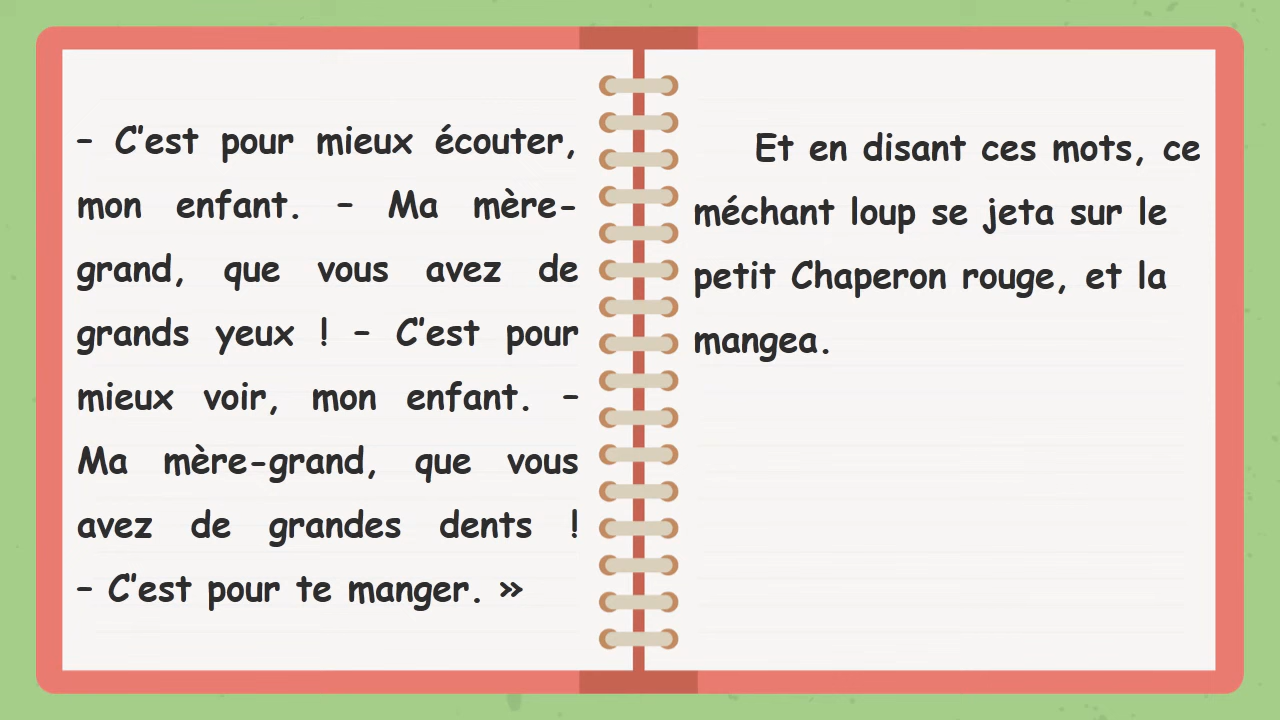 – C’est pour mieux écouter,
mon enfant. – Ma mère-
grand, que vous avez de
grands yeux ! – C’est pour
mieux voir, mon enfant. –
Ma mère-grand, que vous
avez de grandes dents !
– C’est pour te manger. »
Et en disant ces mots, ce
méchant loup se jeta sur le
petit Chaperon rouge, et la
mangea.